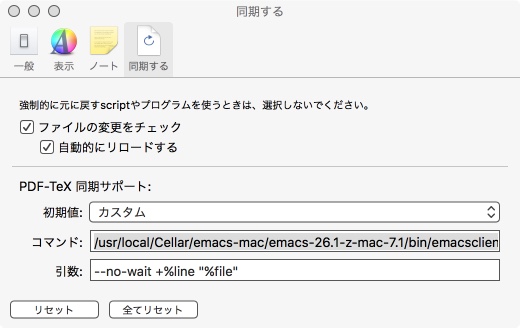 同期する
一般 表示 ノート 同期する
強制的に元に戻すscriptやプログラムを使うときは、選択しないでください。
ファイルの変更をチェック
自動的にリロードする
PDF-TeX 同期サポート:
初期値: カスタム
コマンド: /usr/local/Cellar/emacs-mac/emacs-26.1-z-mac-7.1/bin/emacsclien
引数: --no-wait +%line "%file"
リセット 全てリセット